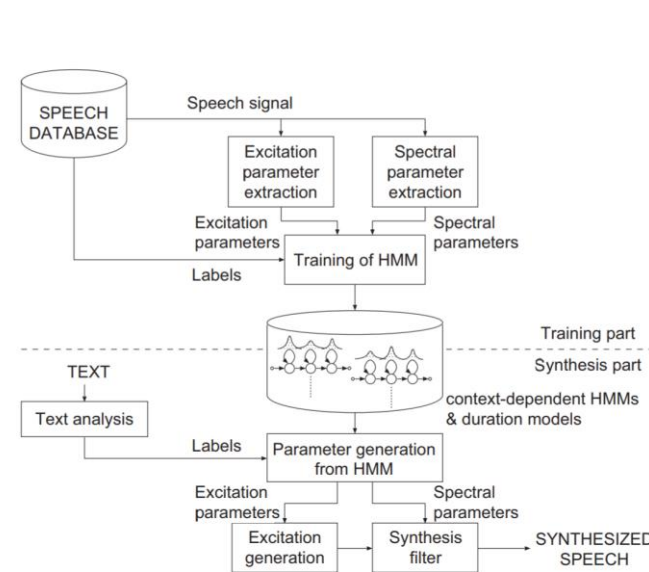 Speech signal
SPEECH
DATABASE
Excitation
parameter
extraction
Spectral
parameter
extraction
Excitation
parameters
Spectral
parameters
Training of HMM
Labels
Training part
Synthesis part
TEXT
context-dependent HMMs
& duration models
Text analysis
Labels
Parameter generation
from HMM
Excitation
parameters
Spectral
parameters
Excitation
generation
Synthesis
filter
SYNTHESIZED
SPEECH